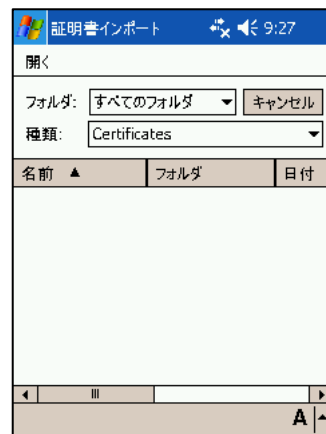 証明書インポート 9:27
開く
フォルダ: すべてのフォルダ キャンセル
種類: Certificates
名前 ▲ フォルダ 日付
A